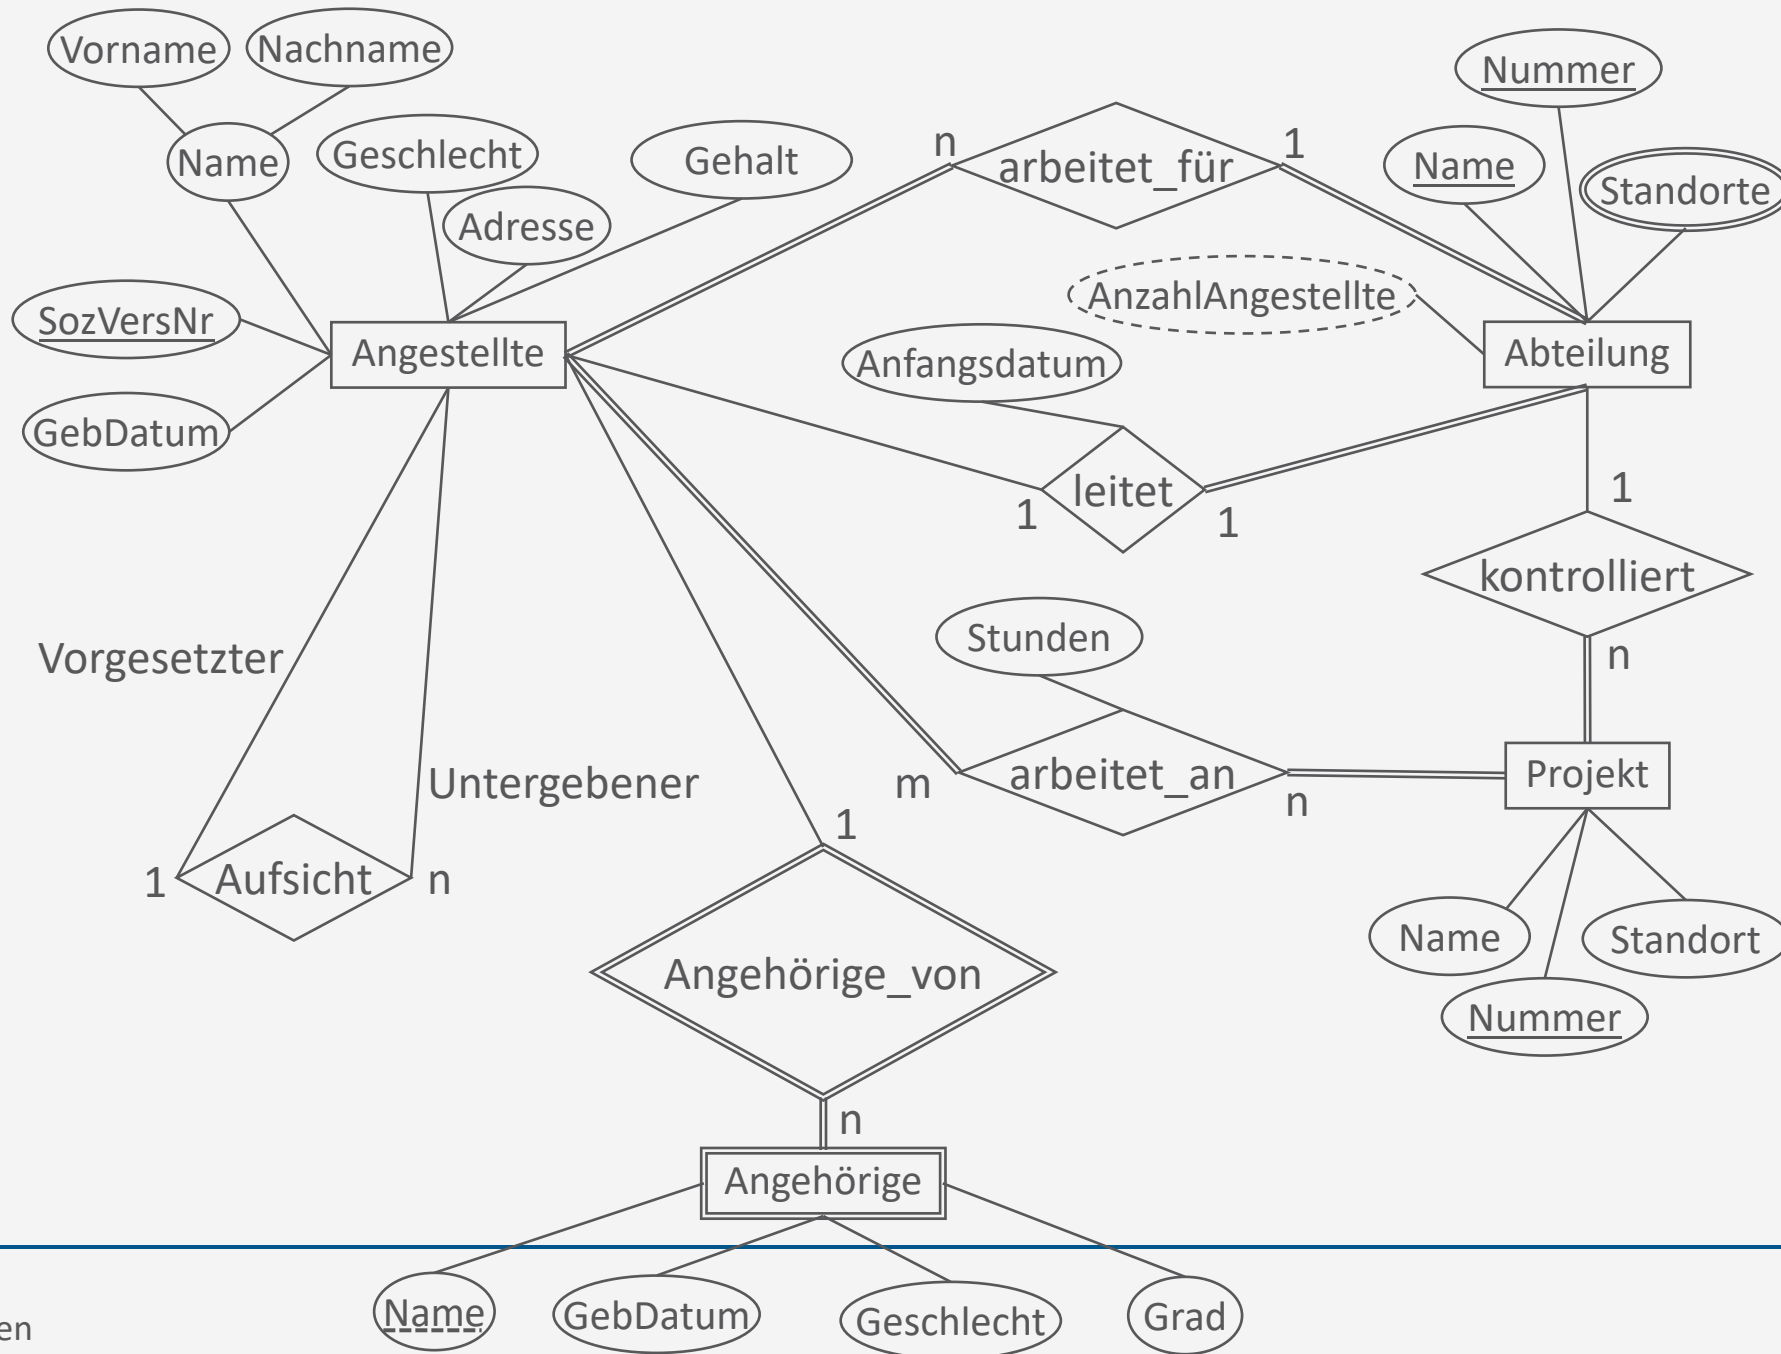 Vorname
Nachname
Nummer
Name
Geschlecht
Gehalt
n
arbeitet_für
1
Name
Standorte
Adresse
SozVersNr
AnzahlAngestellte
Angestellte
Anfangsdatum
Abteilung
GebDatum
leitet
1
1
1
kontrolliert
Vorgesetzter
Stunden
n
Untergebener
m
arbeitet_an
n
Projekt
1
1
Aufsicht
n
Name
Standort
Angehörige_von
Nummer
n
Angehörige
Name
GebDatum
Geschlecht
Grad
en